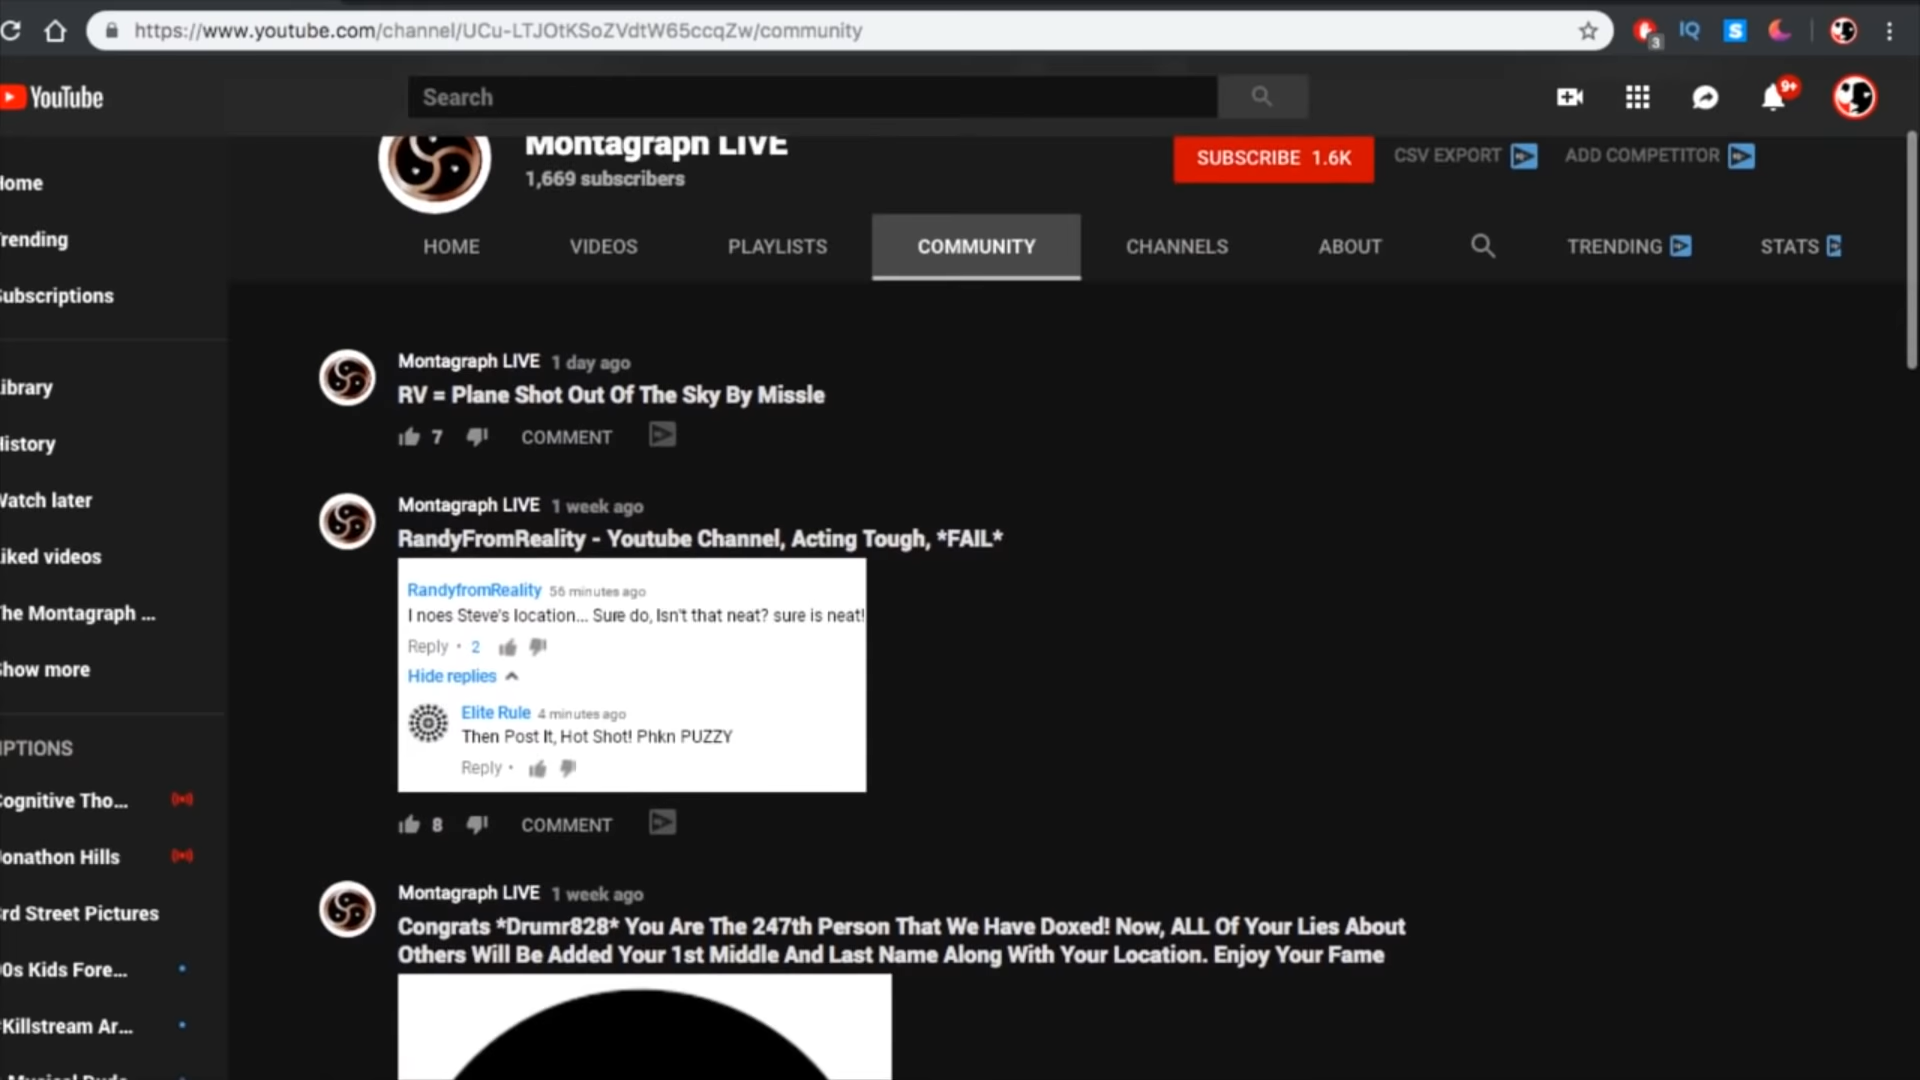 https://www.youtube.com/channel/UCu-LTJOtKSoZVdtW65ccqZw/community
3
IQ
S
YouTube
Search
9+
Montagraph LIVE
1,669 subscribers
SUBSCRIBE 1.6K
CSV EXPORT
ADD COMPETITOR
HOME
VIDEOS
PLAYLISTS
COMMUNITY
CHANNELS
ABOUT
TRENDING
STATS
Home
Trending
Subscriptions
Library
History
Watch later
Liked videos
The Montagraph ...
Show more
IPTIONS
Cognitive Tho...
Jonathon Hills
3rd Street Pictures
0s Kids Fore...
Killstream Ar...
Montagraph LIVE 1 day ago
RV = Plane Shot Out Of The Sky By Missle
7 COMMENT
Montagraph LIVE 1 week ago
RandyFromReality - Youtube Channel, Acting Tough, *FAIL*
RandyfromReality 56 minutes ago
I noes Steve's location... Sure do, Isn't that neat? sure is neat!
Reply • 2
Hide replies
Elite Rule 4 minutes ago
Then Post It, Hot Shot! Phkn PUZZY
Reply •
8 COMMENT
Montagraph LIVE 1 week ago
Congrats *Drumr828* You Are The 247th Person That We Have Doxed! Now, ALL Of Your Lies About
Others Will Be Added Your 1st Middle And Last Name Along With Your Location. Enjoy Your Fame